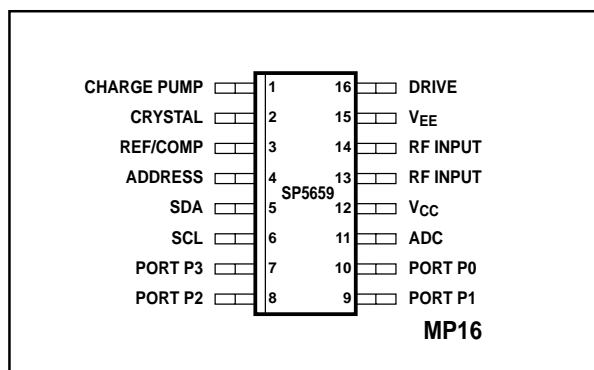 CHARGE PUMP 1 16 DRIVE
CRYSTAL 2 15 VEE
REF/COMP 3 14 RF INPUT
ADDRESS 4 13 RF INPUT
SP5659
SDA 5 12 VCC
SCL 6 11 ADC
PORT P3 7 10 PORT P0
PORT P2 8 9 PORT P1
MP16